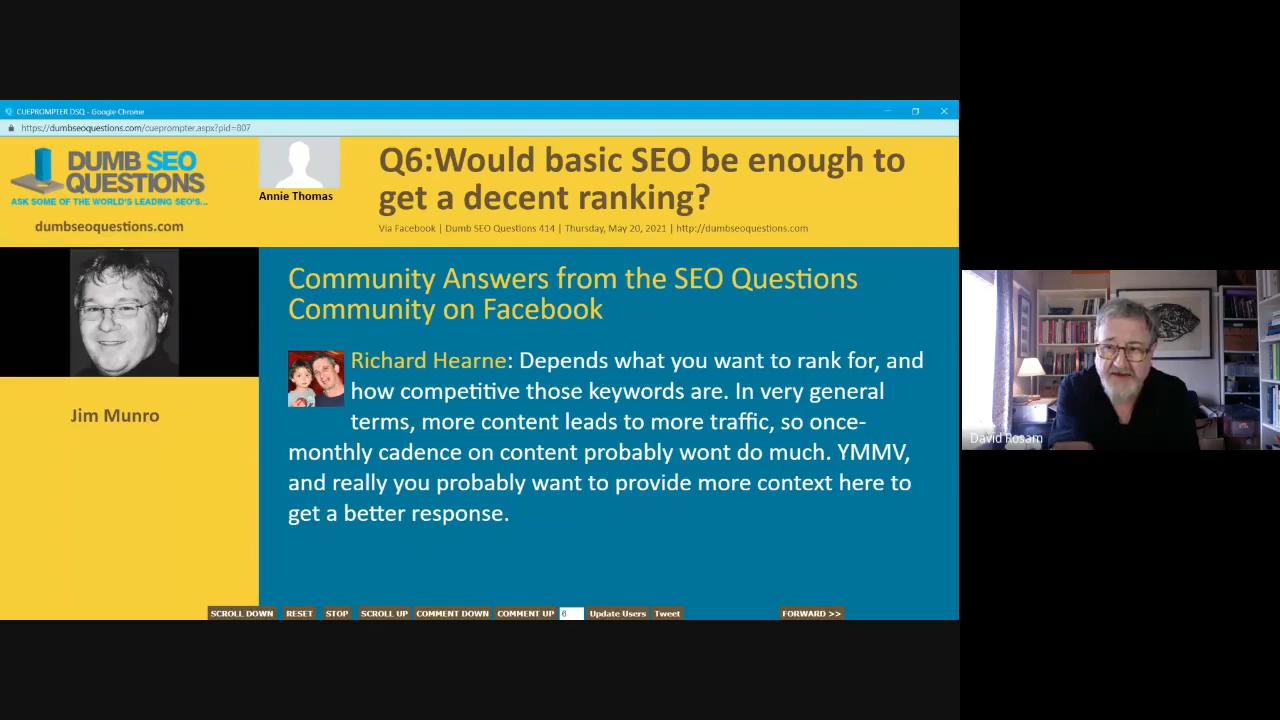 CUEPROMPTER DSQ - Google Chrome
https://dumbseoquestions.com/cueprompter.aspx?pid=807
DUMB SEO
QUESTIONS
ASK SOME OF THE WORLD'S LEADING SEO'S...
dumbseoquestions.com
Annie Thomas
Q6:Would basic SEO be enough to
get a decent ranking?
Via Facebook | Dumb SEO Questions 414 | Thursday, May 20, 2021 | http://dumbseoquestions.com
Jim Munro
Community Answers from the SEO Questions
Community on Facebook
Richard Hearne: Depends what you want to rank for, and
how competitive those keywords are. In very general
terms, more content leads to more traffic, so once-
monthly cadence on content probably wont do much. YMMV,
and really you probably want to provide more context here to
get a better response.
SCROLL DOWN RESET STOP SCROLL UP COMMENT DOWN COMMENT UP 6 Update Users Tweet FORWARD >>
David Rosam